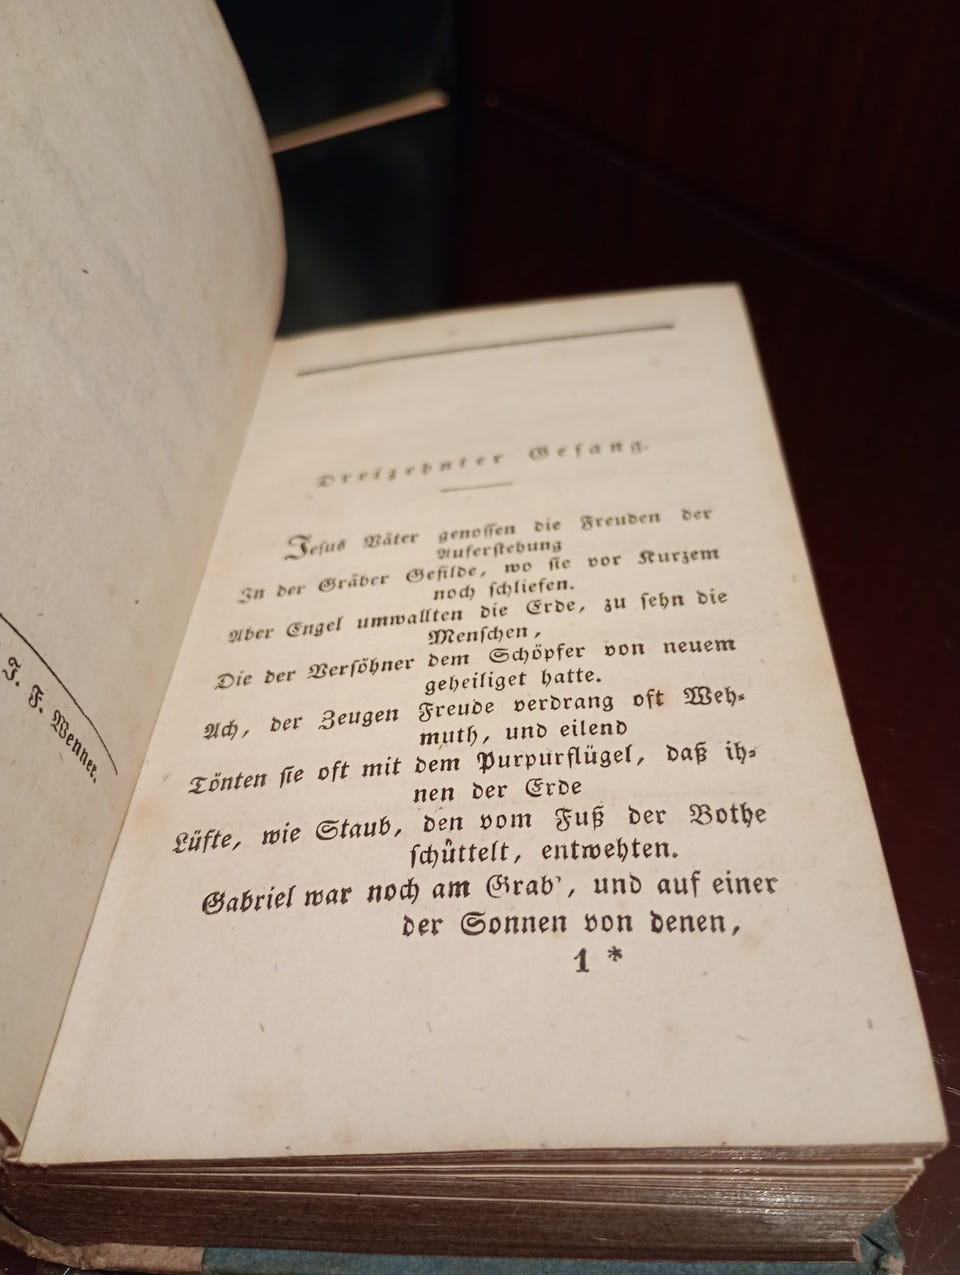 J. F. Wenner.
Dreizehnter Gesang.
Jesus Väter genossen die Freuden der
Auferstehung
In der Gräber Gefilde, wo sie vor Kurzem
noch schliefen.
Aber Engel umwallten die Erde, zu sehn die
Menschen,
Die der Versöhner dem Schöpfer von neuem
geheiliget hatte.
Ach, der Zeugen Freude verdrang oft Weh-
muth, und eilend
Tönten sie oft mit dem Purpurflügel, daß ih-
nen der Erde
Lüfte, wie Staub, den vom Fuß der Bothe
schüttelt, entwehten.
Gabriel war noch am Grab', und auf einer
der Sonnen von denen,
1 *